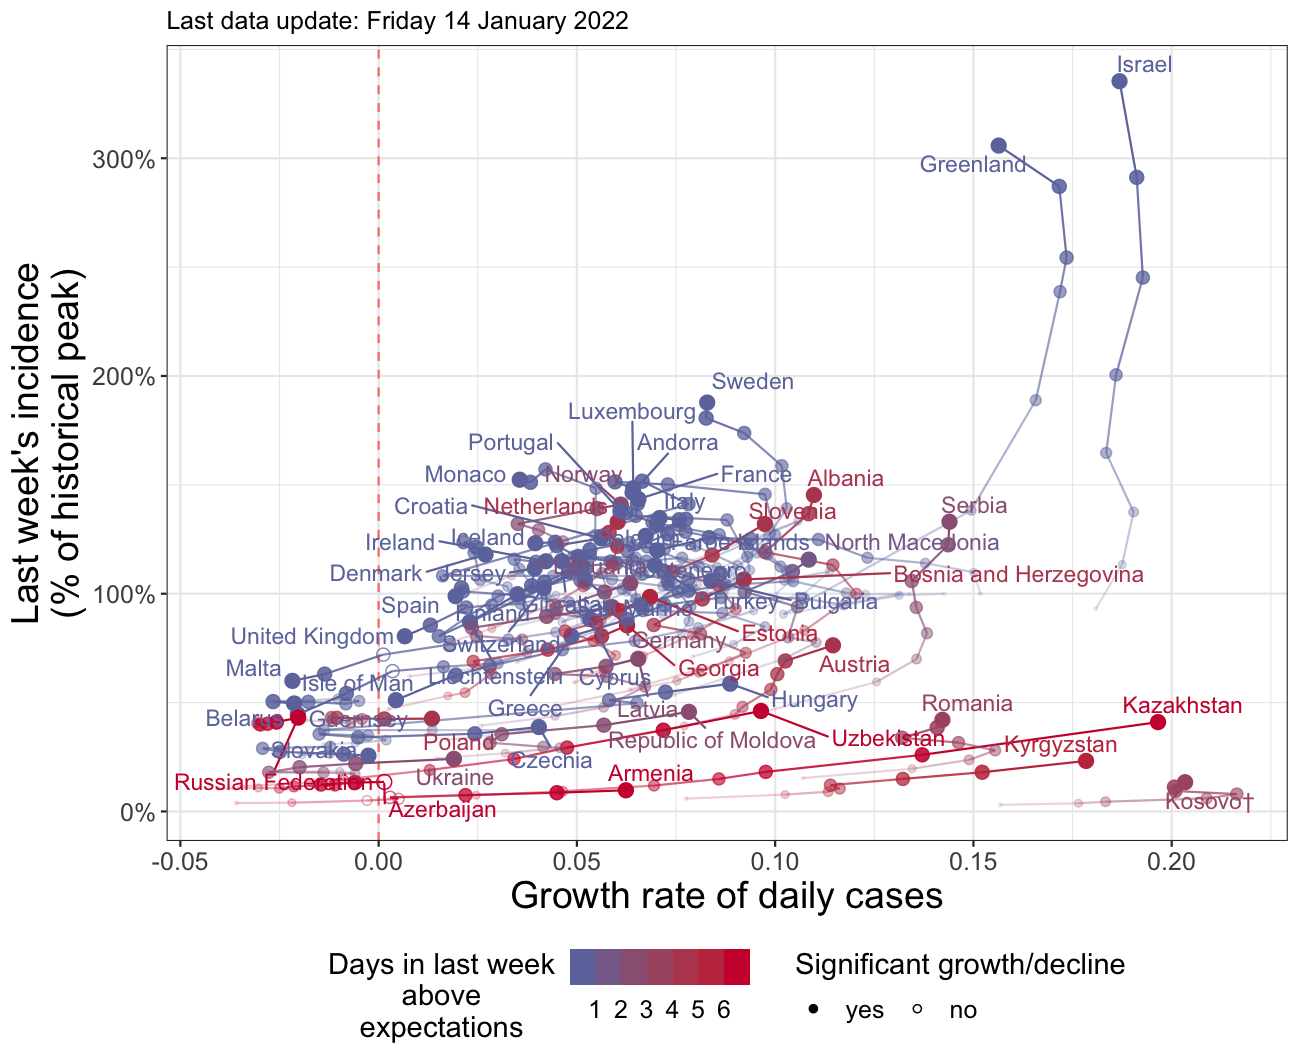 Last data update: Friday 14 January 2022
Last week's incidence
(% of historical peak)
300%
200%
100%
0%
Israel
Greenland
Sweden
Luxembourg
Portugal
Andorra
Monaco
Norway
France
Albania
Croatia
Netherlands
Italy
Slovenia
Serbia
Ireland
Iceland
Faroe Islands
North Macedonia
Denmark
Jersey
Lithuania
Bosnia and Herzegovina
Spain
Finland
Gibraltar
Turkey
Bulgaria
United Kingdom
Switzerland
Germany
Estonia
Malta
Isle of Man
Liechtenstein
Cyprus
Georgia
Austria
Belarus
Guernsey
Greece
Latvia
Hungary
Romania
Kazakhstan
Slovakia
Poland
Czechia
Republic of Moldova
Uzbekistan
Kyrgyzstan
Russian Federation
Ukraine
Armenia
Azerbaijan
Kosovo†
-0.05 0.00 0.05 0.10 0.15 0.20
Growth rate of daily cases
Days in last week
above
expectations
1 2 3 4 5 6
Significant growth/decline
yes no